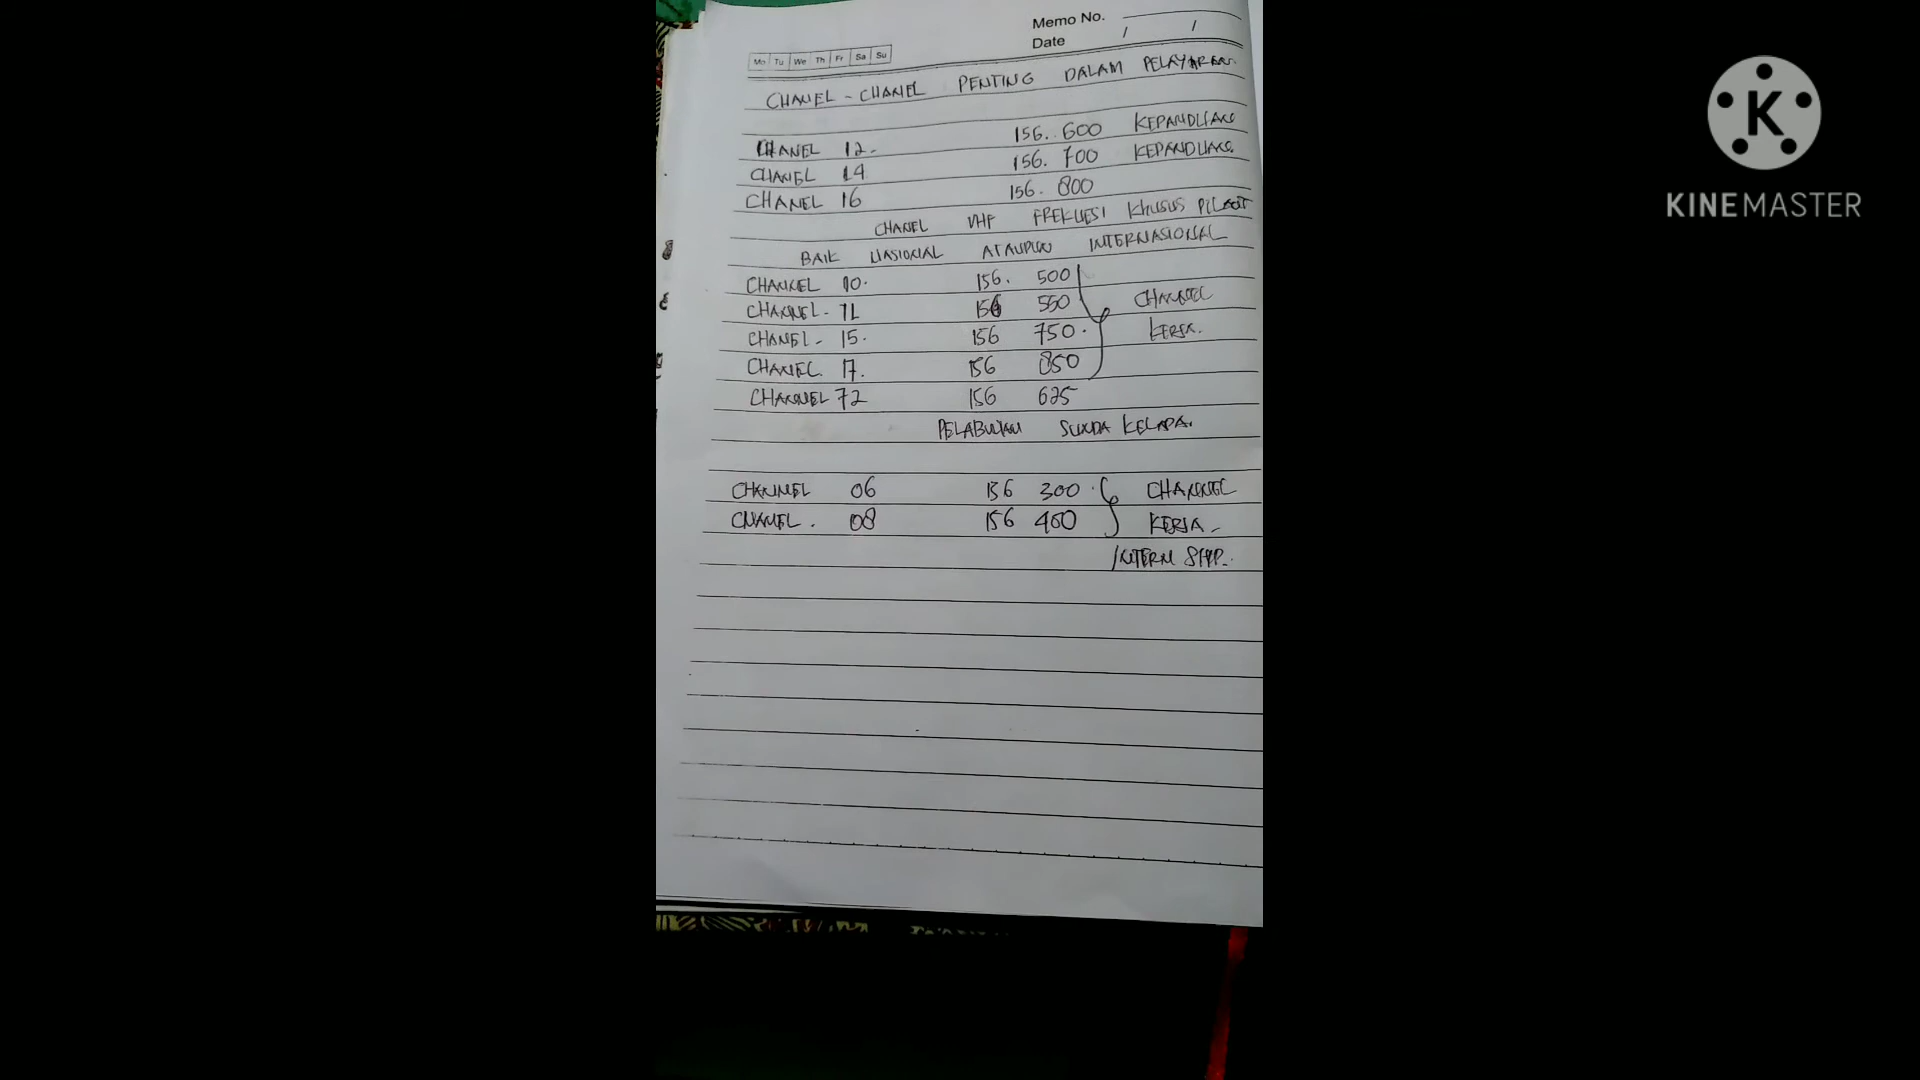 Memo No.
Mo Tu We Th Fr Sa Su
Date / /
CHANEL - CHANEL PENTING DALAM PELAYARAN.
CHANEL 12. 156. 600 KEPANDUAN
CHANEL 14 156. 700 KEPANDUAN
CHANEL 16 156. 800
CHANEL VHF FREKUESI KHUSUS PILOT
BAIK NASIONAL ATAUPUN INTERNASIONAL
CHANNEL 10. 156. 500
CHANNEL - 11 156 550 CHANNEL
CHANEL - 15. 156 750. KERJA.
CHANEL. 17. 156 850
CHANNEL 72 156 625
PELABUHAN SUNDA KELAPA.
CHANNEL 06 156 300. CHANNEL
CHANEL. 08 156 400 KERJA -
INTERN SHIP.
K
KINEMASTER